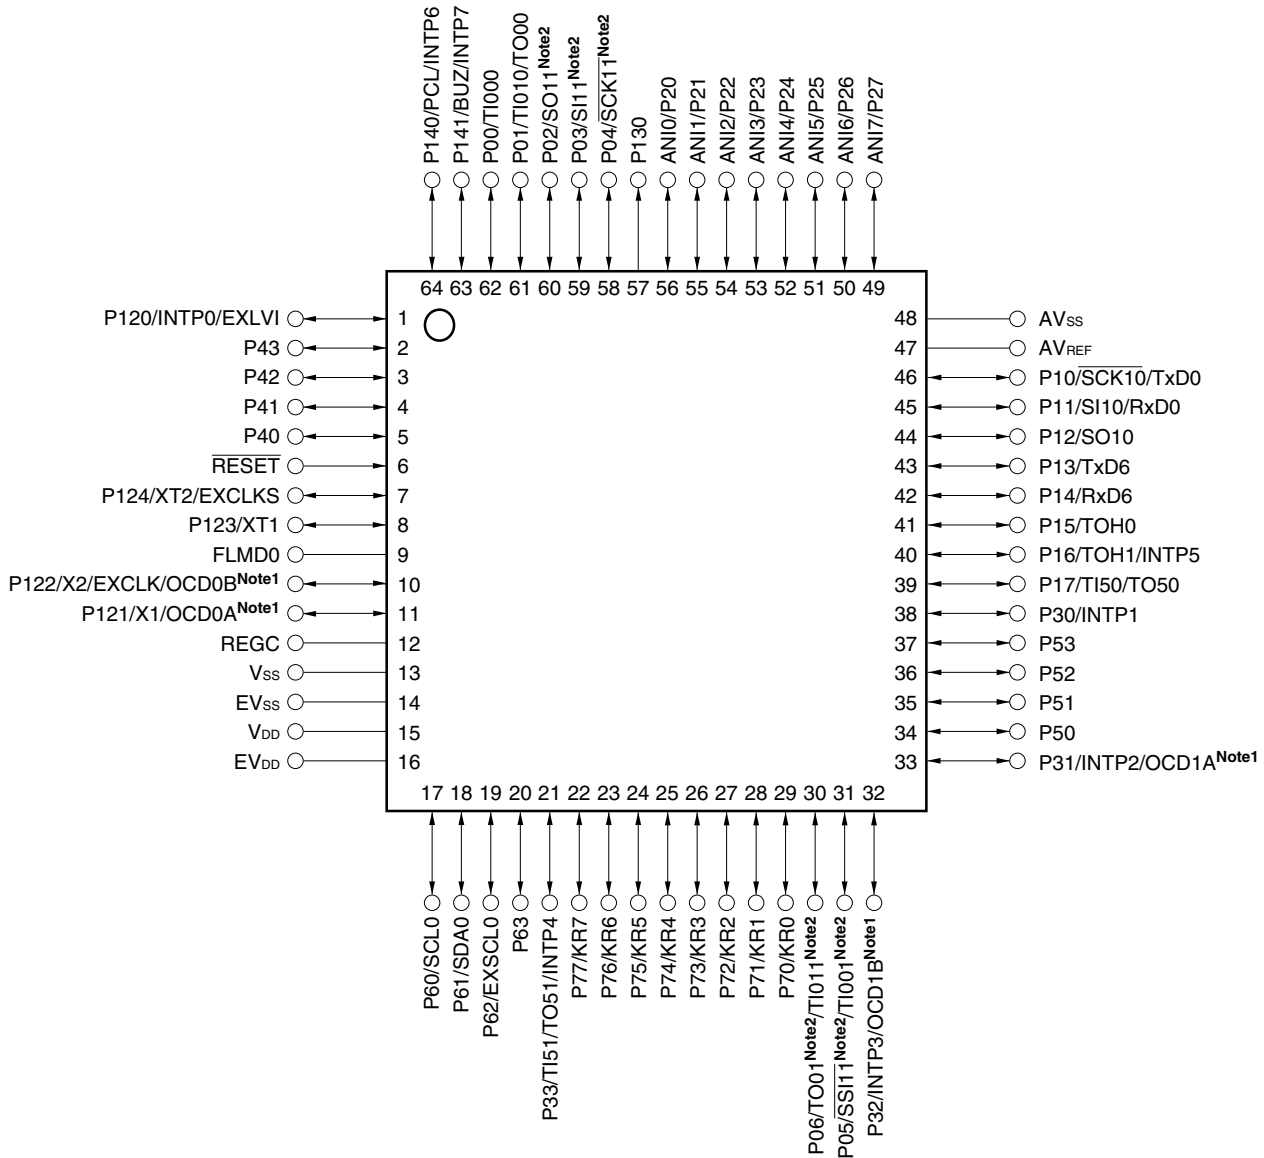 P140/PCL/INTP6
P141/BUZ/INTP7
P00/TI000
P01/TI010/TO00
P02/SO11Note2
P03/SI11Note2
P04/SCK11Note2
P130
ANI0/P20
ANI1/P21
ANI2/P22
ANI3/P23
ANI4/P24
ANI5/P25
ANI6/P26
ANI7/P27
64 63 62 61 60 59 58 57 56 55 54 53 52 51 50 49
P120/INTP0/EXLVI 1
P43 2
P42 3
P41 4
P40 5
RESET 6
P124/XT2/EXCLKS 7
P123/XT1 8
FLMD0 9
P122/X2/EXCLK/OCD0BNote1 10
P121/X1/OCD0ANote1 11
REGC 12
VSS 13
EVSS 14
VDD 15
EVDD 16
48 AVSS
47 AVREF
46 P10/SCK10/TxD0
45 P11/SI10/RxD0
44 P12/SO10
43 P13/TxD6
42 P14/RxD6
41 P15/TOH0
40 P16/TOH1/INTP5
39 P17/TI50/TO50
38 P30/INTP1
37 P53
36 P52
35 P51
34 P50
33 P31/INTP2/OCD1ANote1
17 18 19 20 21 22 23 24 25 26 27 28 29 30 31 32
P60/SCL0
P61/SDA0
P62/EXSCL0
P63
P33/TI51/TO51/INTP4
P77/KR7
P76/KR6
P75/KR5
P74/KR4
P73/KR3
P72/KR2
P71/KR1
P70/KR0
P06/TO01Note2/TI011Note2
P05/SSI11Note2/TI001Note2
P32/INTP3/OCD1BNote1